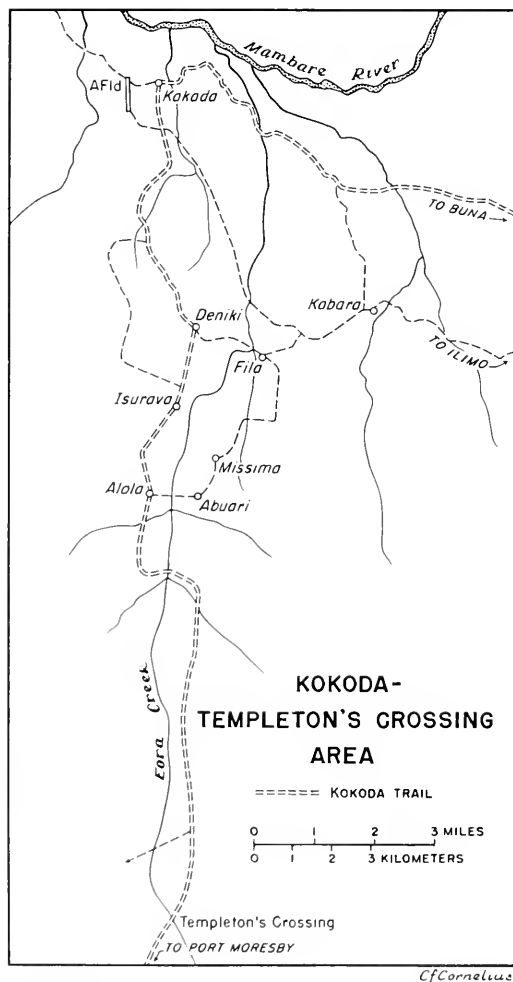 Mambare River
AFld
Kokada
TO BUNA
Deniki
Kobara
Fila
TO ILIMO
Isurava
Missima
Alola
Abuari
Eora Creek
KOKODA-
TEMPLETON'S CROSSING
AREA
KOKODA TRAIL
0 1 2 3 MILES
0 1 2 3 KILOMETERS
Templeton's Crossing
TO PORT MORESBY
CfCornelius